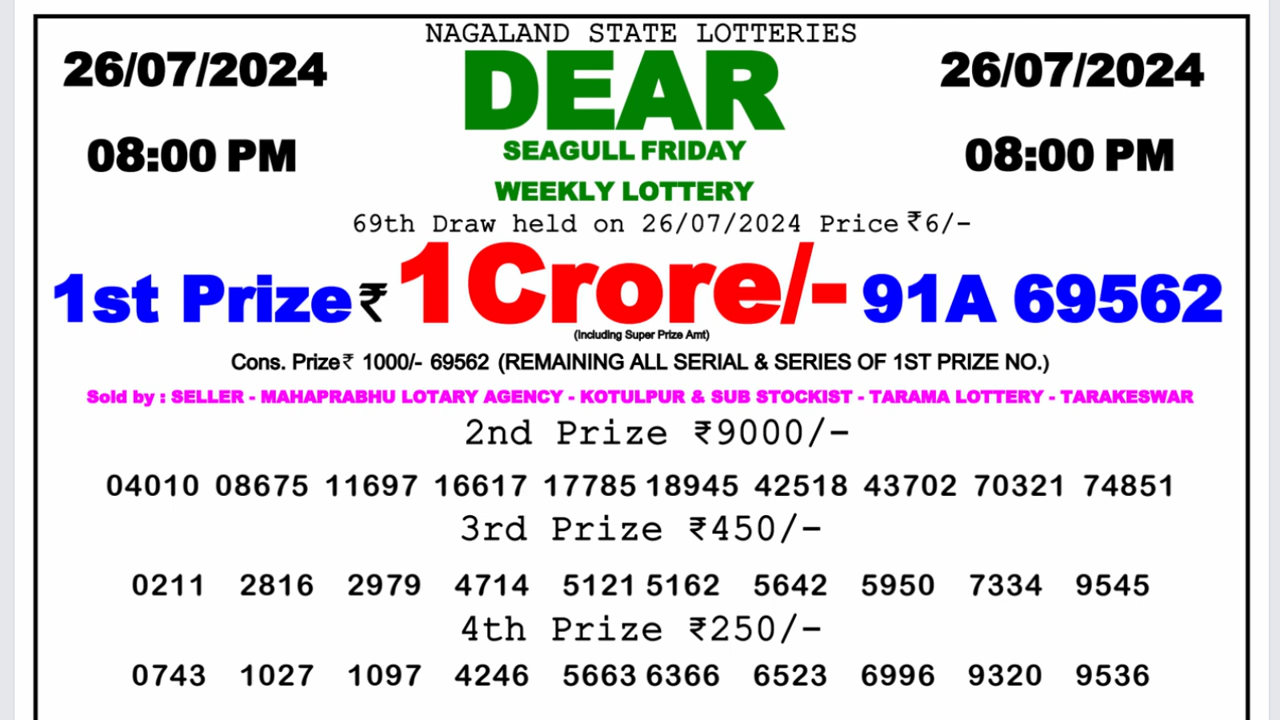 NAGALAND STATE LOTTERIES
26/07/2024 DEAR 26/07/2024
08:00 PM SEAGULL FRIDAY 08:00 PM
WEEKLY LOTTERY
69th Draw held on 26/07/2024 Price ₹6/-
1st Prize ₹ 1Crore/- 91A 69562
(Including Super Prize Amt)
Cons. Prize ₹ 1000/- 69562 (REMAINING ALL SERIAL & SERIES OF 1ST PRIZE NO.)
Sold by : SELLER - MAHAPRABHU LOTARY AGENCY - KOTULPUR & SUB STOCKIST - TARAMA LOTTERY - TARAKESWAR
2nd Prize ₹9000/-
04010 08675 11697 16617 17785 18945 42518 43702 70321 74851
3rd Prize ₹450/-
0211 2816 2979 4714 5121 5162 5642 5950 7334 9545
4th Prize ₹250/-
0743 1027 1097 4246 5663 6366 6523 6996 9320 9536